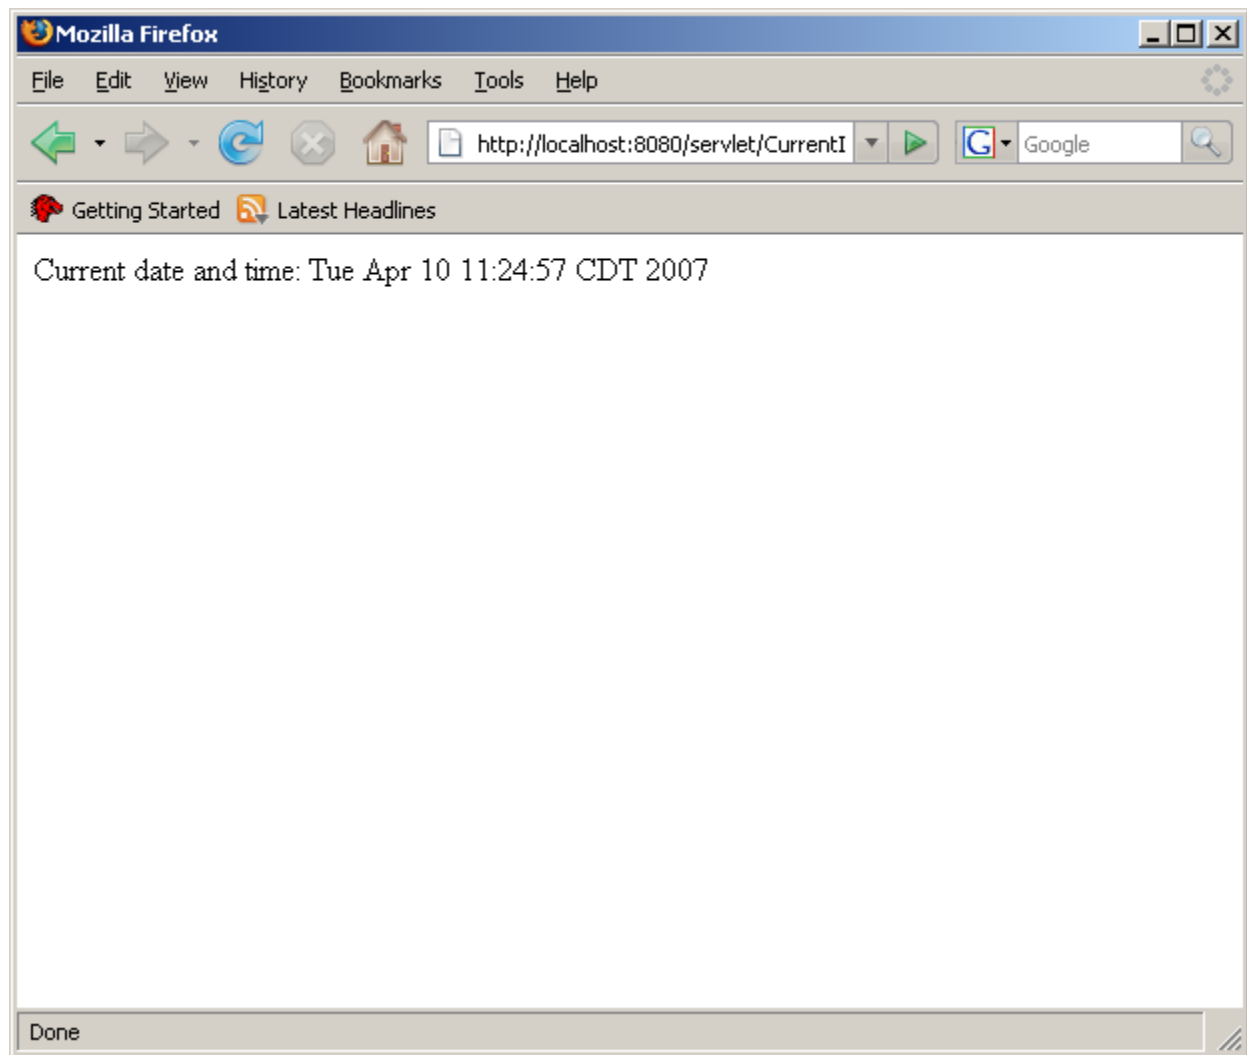 Mozilla Firefox
File Edit View History Bookmarks Tools Help
http://localhost:8080/servlet/CurrentI G Google
Getting Started Latest Headlines
Current date and time: Tue Apr 10 11:24:57 CDT 2007
Done